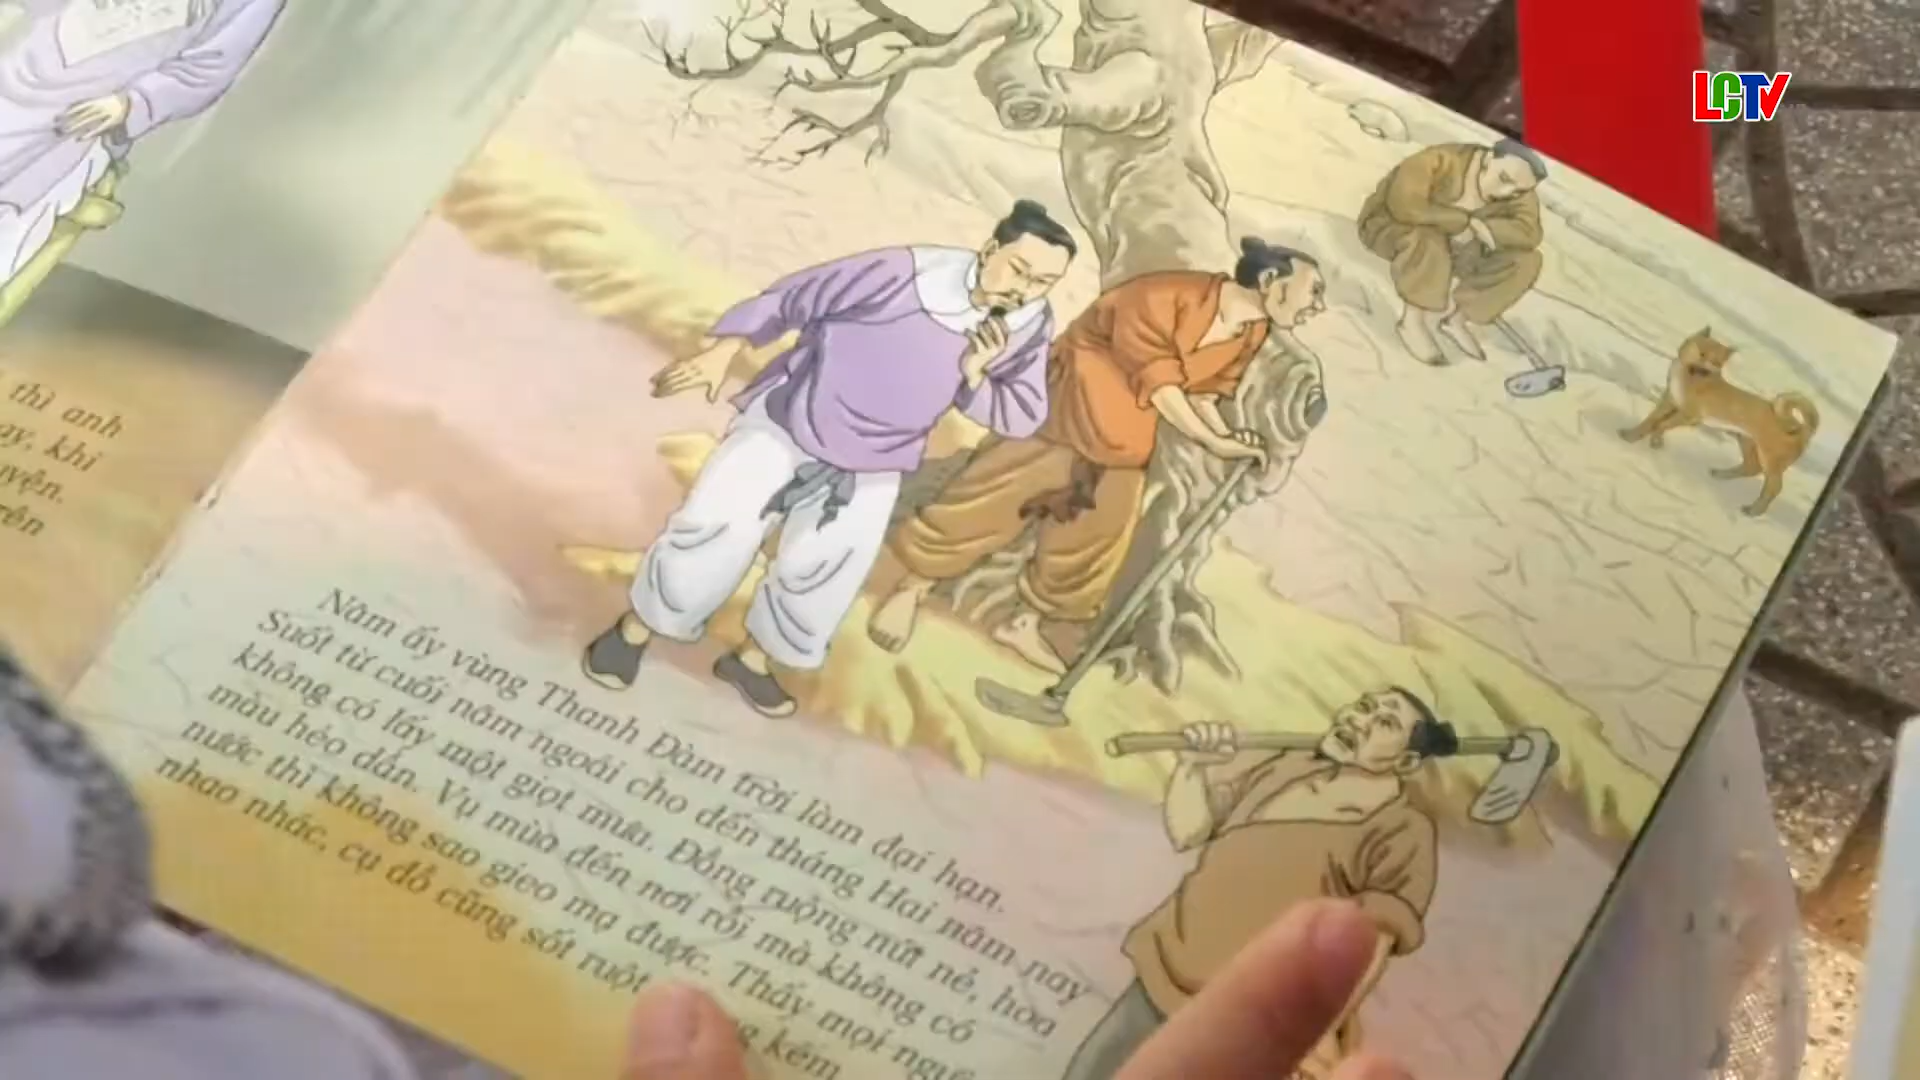 LCTV
thì anh
ay, khi
uyện.
rên
Năm ấy vùng Thanh Đàm trời làm đại hạn.
Suốt từ cuối năm ngoái cho đến tháng Hai năm nay
không có lấy một giọt mưa. Đồng ruộng nứt nẻ, hoa
màu héo dần. Vụ mùa đến nơi rồi mà không có
nước thì không sao gieo mạ được. Thấy mọi ngư
nhao nhác, cụ đồ cũng sốt ruột kém